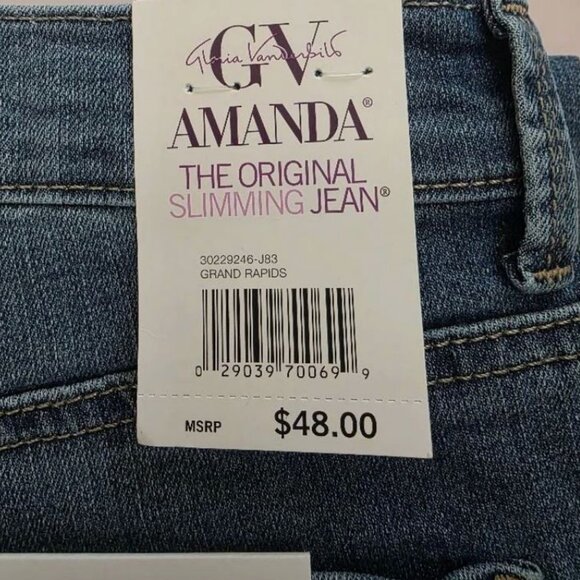 GV
Gloria Vanderbilt
AMANDA®
THE ORIGINAL
SLIMMING JEAN®
30229246-J83
GRAND RAPIDS
0 29039 70069 9
MSRP $48.00